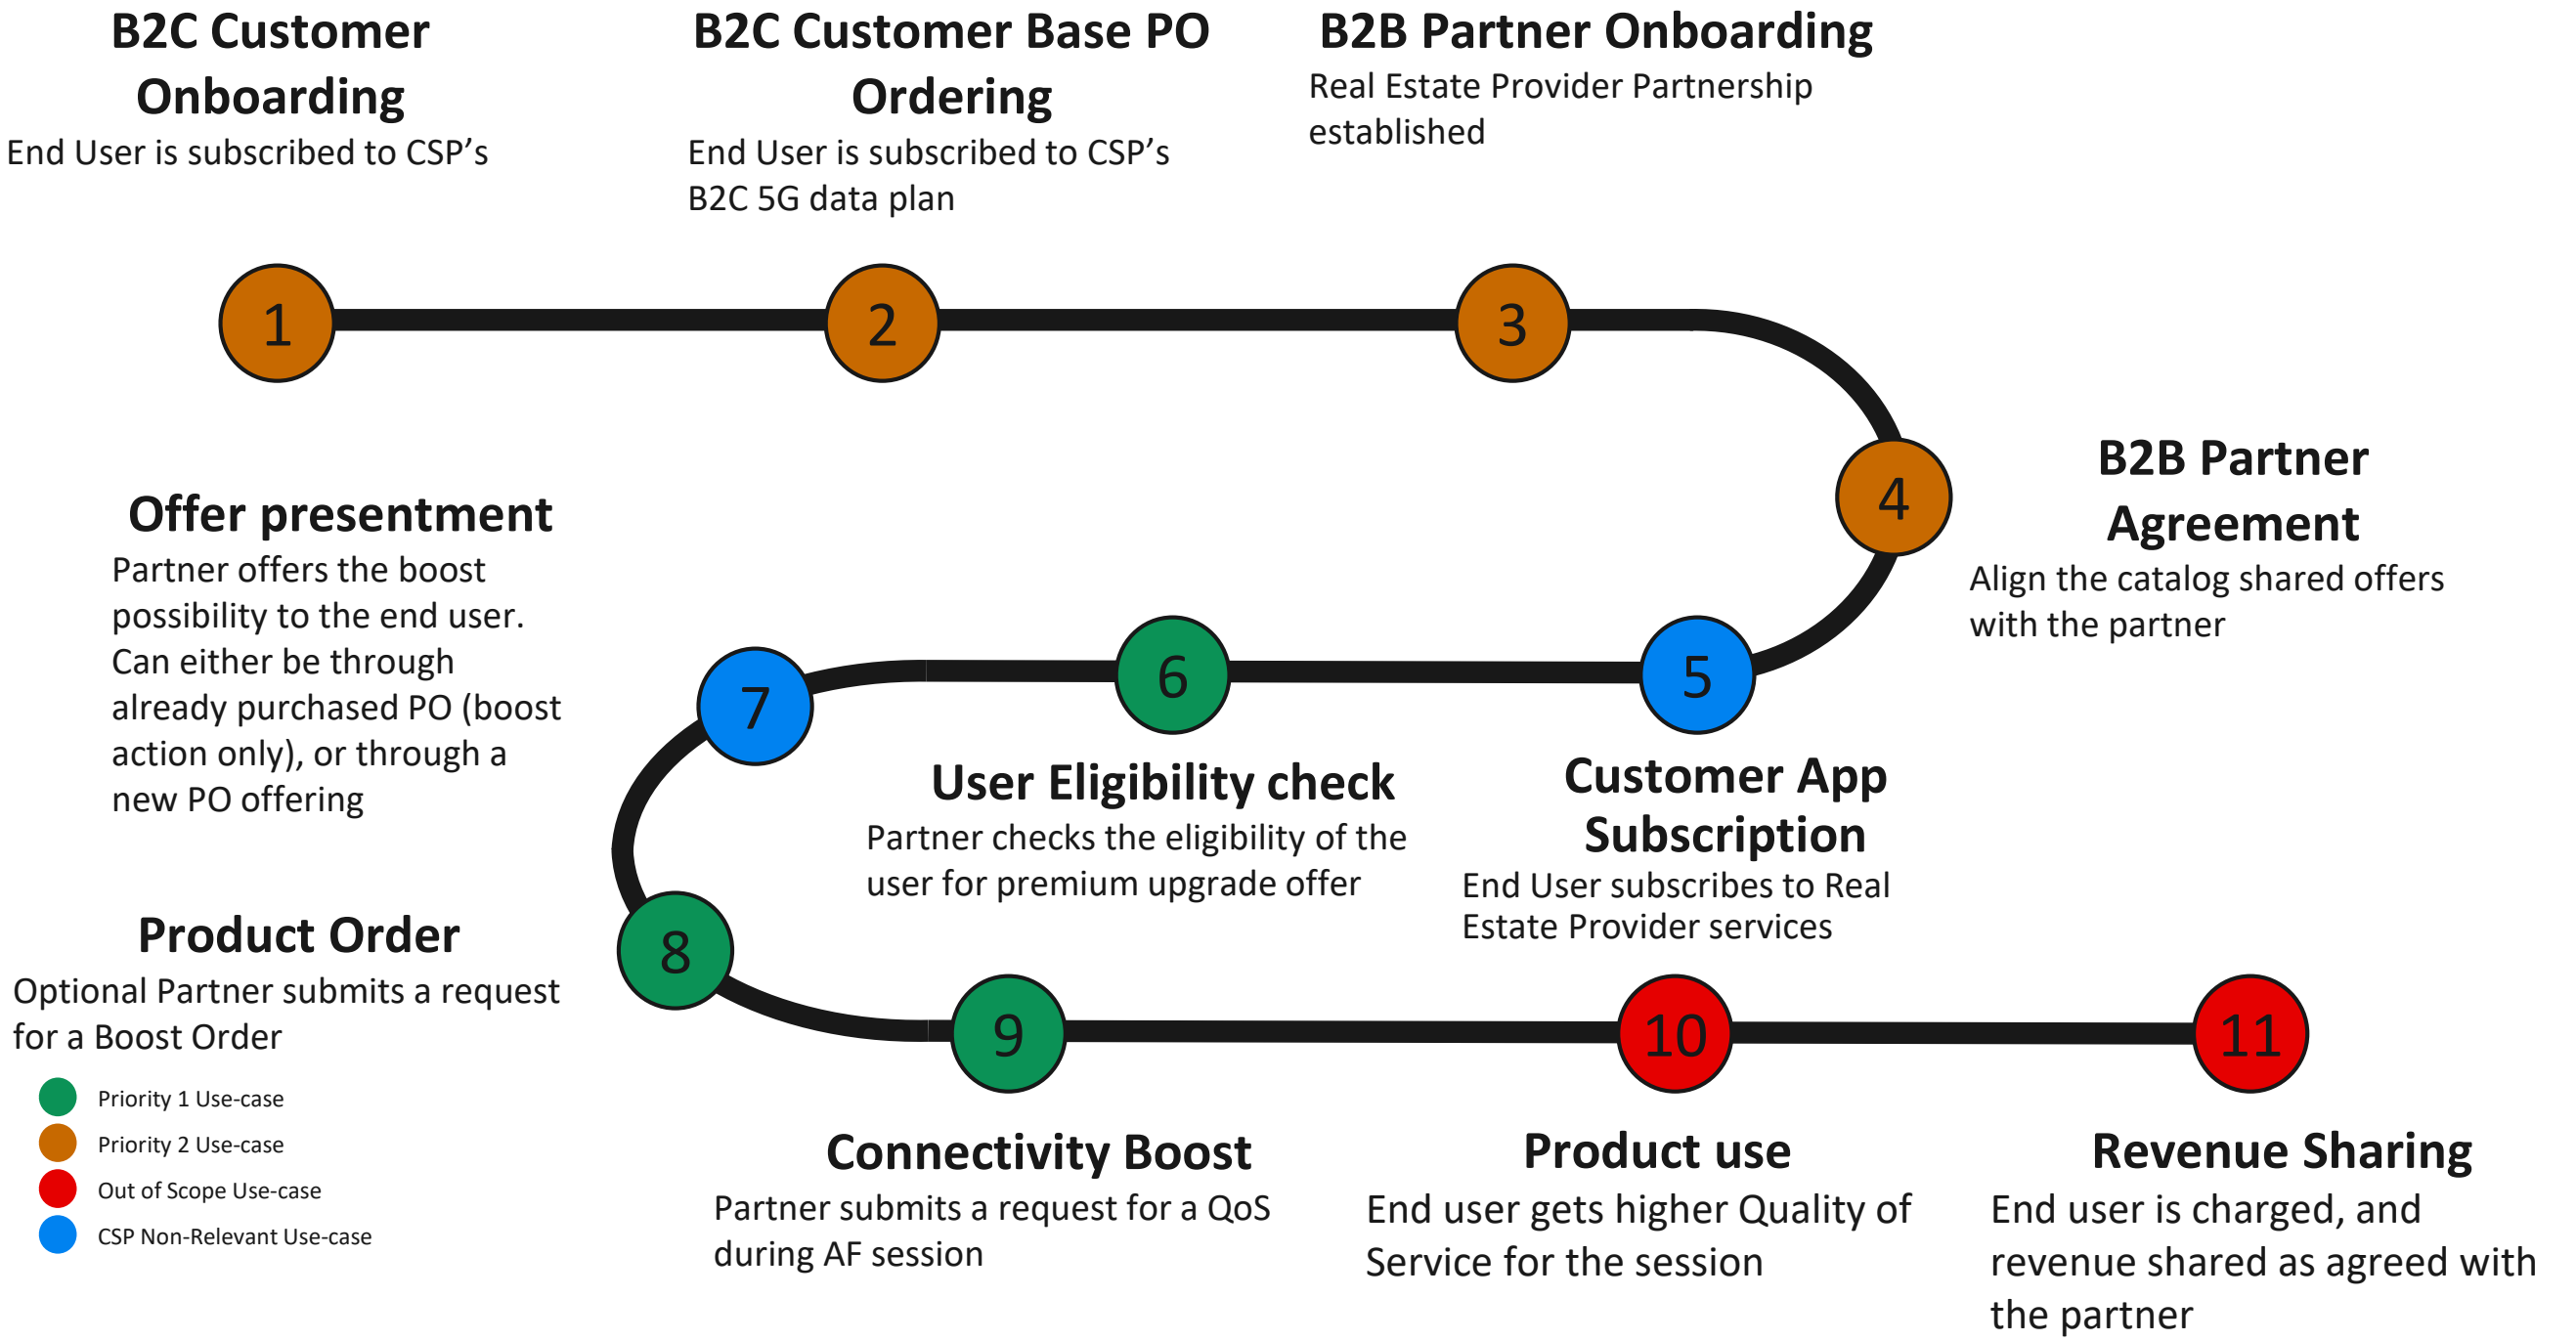 B2C Customer
Onboarding
End User is subscribed to CSP's
B2C Customer Base PO
Ordering
End User is subscribed to CSP's
B2C 5G data plan
B2B Partner Onboarding
Real Estate Provider Partnership
established
1
2
3
4
B2B Partner
Agreement
Align the catalog shared offers
with the partner
Offer presentment
Partner offers the boost
possibility to the end user.
Can either be through
already purchased PO (boost
action only), or through a
new PO offering
7
6
5
User Eligibility check
Partner checks the eligibility of the
user for premium upgrade offer
Customer App
Subscription
End User subscribes to Real
Estate Provider services
Product Order
Optional Partner submits a request
for a Boost Order
8
9
10
11
Priority 1 Use-case
Priority 2 Use-case
Out of Scope Use-case
CSP Non-Relevant Use-case
Connectivity Boost
Partner submits a request for a QoS
during AF session
Product use
End user gets higher Quality of
Service for the session
Revenue Sharing
End user is charged, and
revenue shared as agreed with
the partner